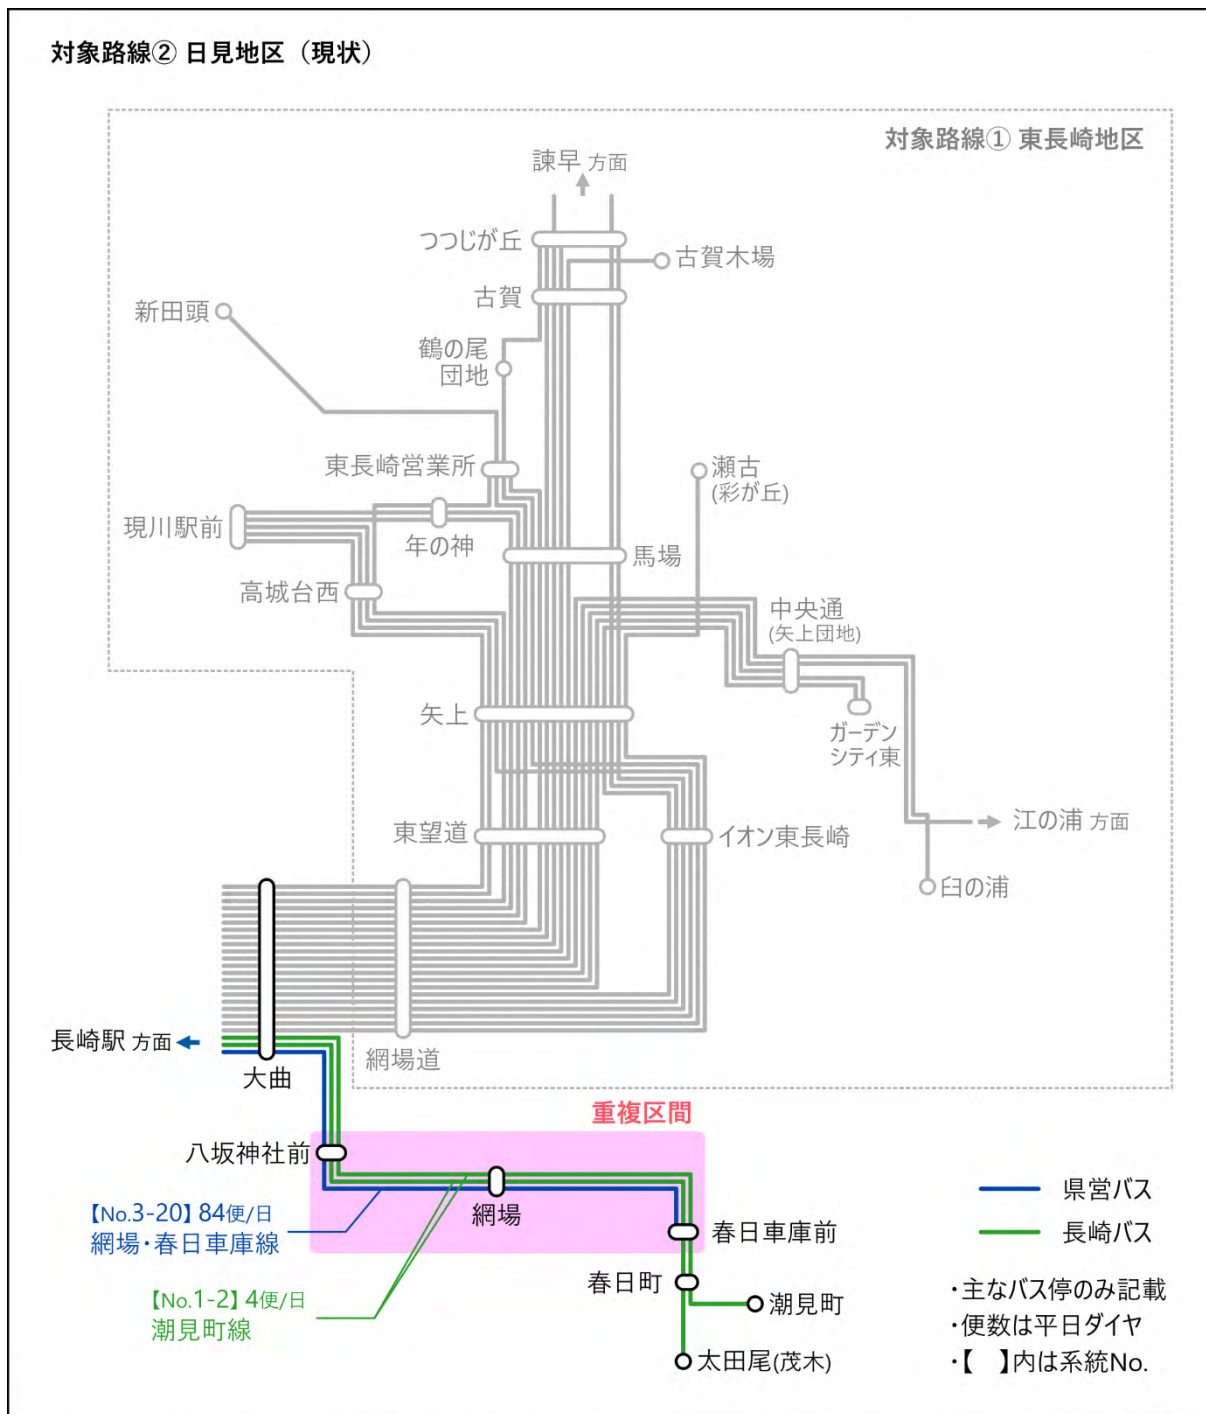 対象路線② 日見地区（現状）
対象路線① 東長崎地区
諫早 方面
つつじが丘
古賀木場
古賀
新田頭
鶴の尾
団地
東長崎営業所
瀬古
(彩が丘)
現川駅前
年の神
馬場
高城台西
中央通
(矢上団地)
矢上
ガーデン
シティ東
東望道
イオン東長崎
江の浦 方面
臼の浦
長崎駅 方面
大曲
網場道
重複区間
八坂神社前
【No.3-20】84便/日
網場・春日車庫線
網場
春日車庫前
県営バス
長崎バス
春日町
【No.1-2】4便/日
潮見町線
潮見町
太田尾(茂木)
・主なバス停のみ記載
・便数は平日ダイヤ
・【　】内は系統No.